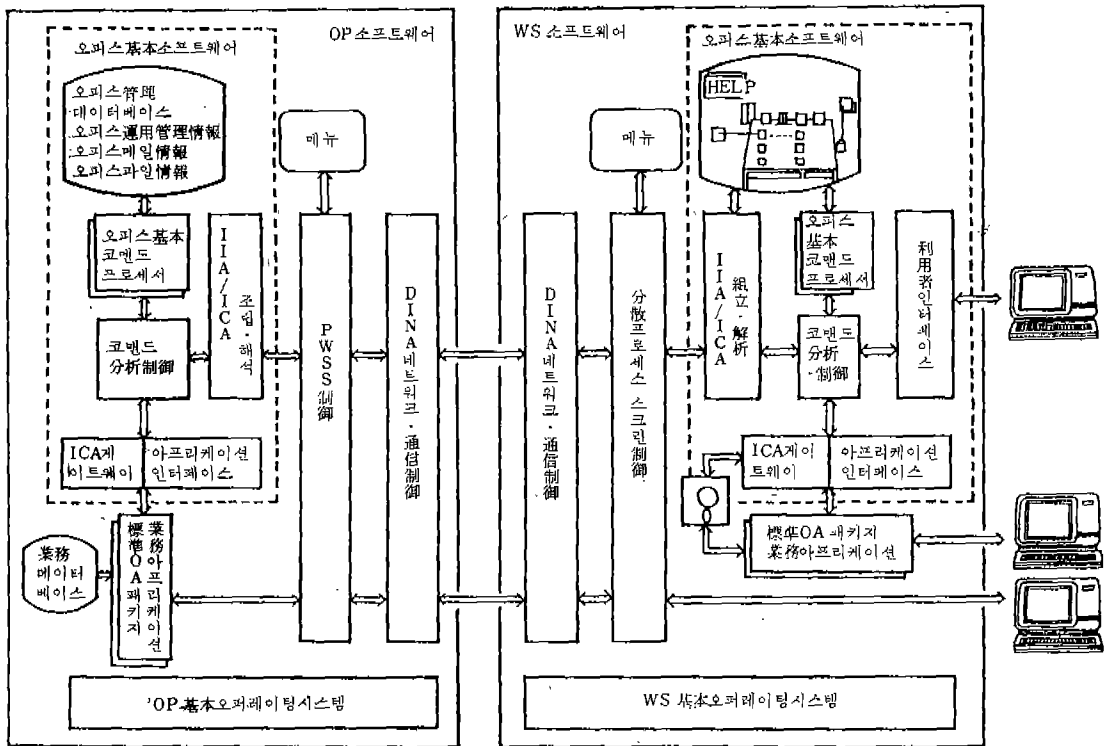 OP소프트웨어
오피스基本소프트웨어
오피스管理
데이터베이스
오피스運用管理情報
오피스메일情報
오피스파일情報
메뉴
오피스基本
코맨드
프로세서
IIA/ICA
조립·해석
코맨드
分析制御
PWSS制御
DINA네트워크·通信制御
ICA게
이트웨이
아프리케이션
인터페이스
業務
데이터
베이스
標準OA패키지
業務아프리케이션
OP基本오퍼레이팅시스템
WS소프드웨어
오피스基本소프트웨어
HELP
메뉴
DINA네트워크·通信制御
分散프로세스 스크린制御
IIA/ICA
組立·解析
오피스
基本
코맨드
프로세서
코맨드
分析
制御
利用者인터페이스
ICA게이
트웨이
아프리케이션
인터페이스
標準OA패키지
業務아프리케이션
WS基本오퍼레이팅시스템